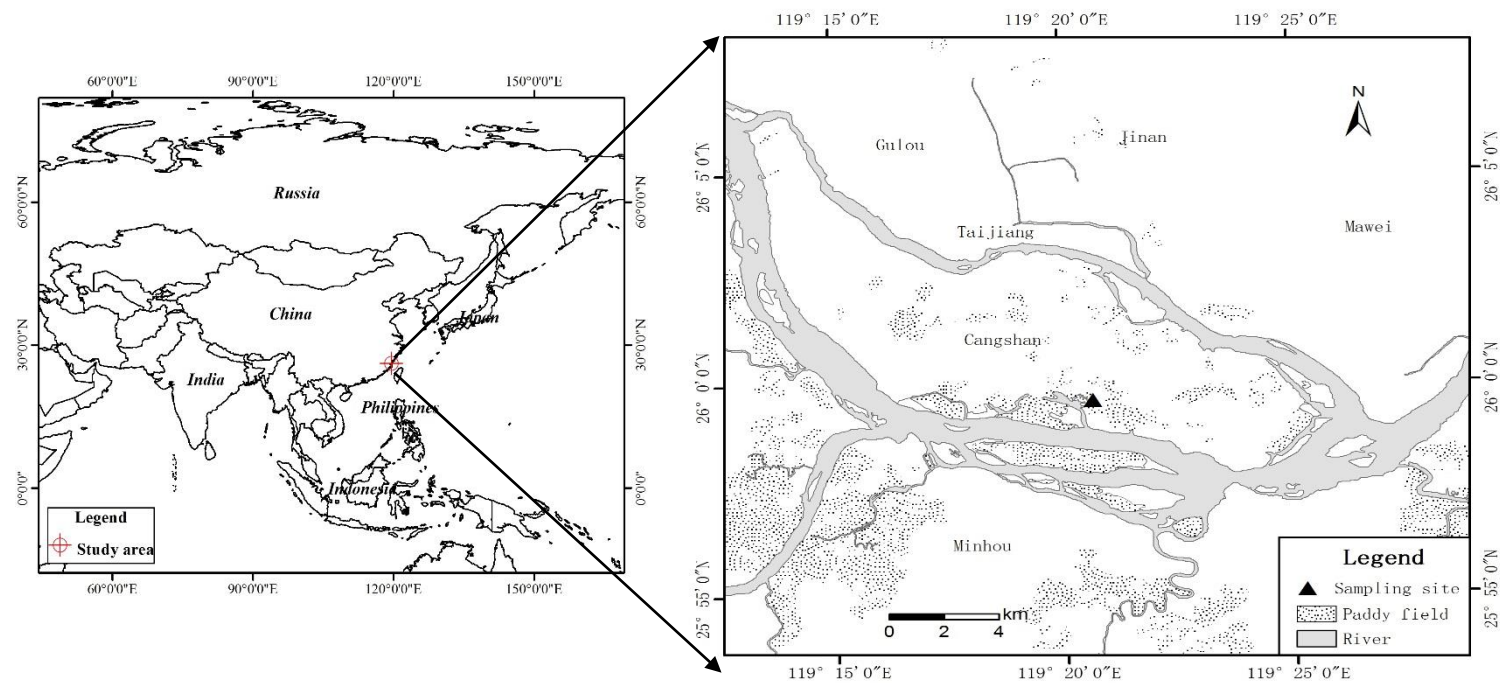 60°0'0"E 90°0'0"E 120°0'0"E 150°0'0"E
60°0'0"N
60°0'0"N
Russia
China
Japan
30°0'0"N
30°0'0"N
India
Philippines
Indonesia
0°0'0"
0°0'0"
Legend
Study area
60°0'0"E 90°0'0"E 120°0'0"E 150°0'0"E
119° 15' 0"E 119° 20' 0"E 119° 25' 0"E
N
Gulou
Jinan
26° 5' 0"N
26° 5' 0"N
Taijiang
Mawei
Cangshan
26° 0' 0"N
26° 0' 0"N
Minhou
25° 55' 0"N
25° 55' 0"N
km
0 2 4
Legend
Sampling site
Paddy field
River
119° 15' 0"E 119° 20' 0"E 119° 25' 0"E